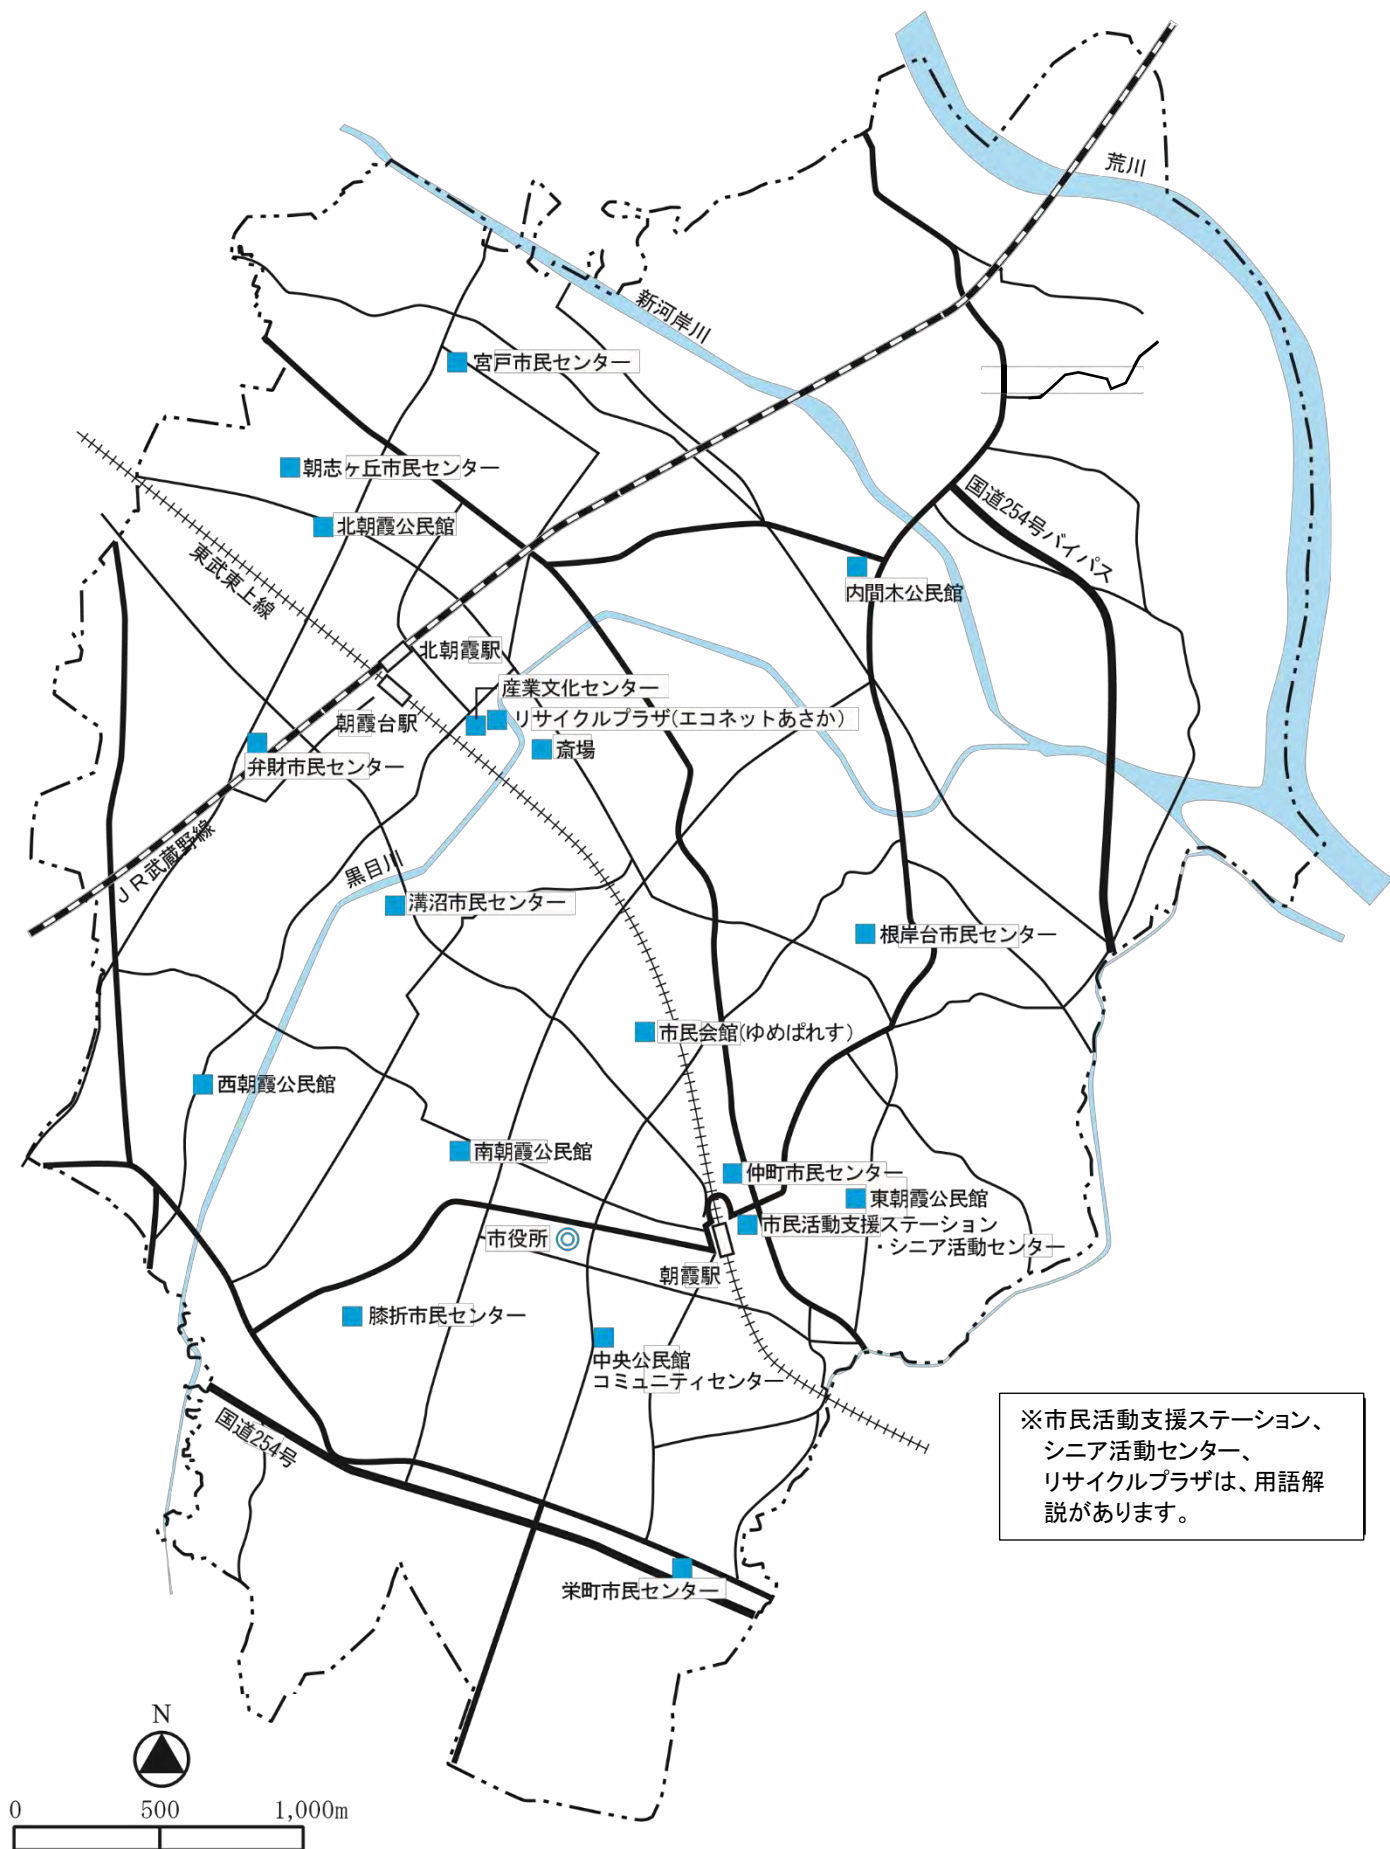 荒川
新河岸川
宮戸市民センター
朝志ヶ丘市民センター
北朝霞公民館
国道254号バイパス
東武東上線
内間木公民館
北朝霞駅
産業文化センター
リサイクルプラザ(エコネットあさか)
朝霞台駅
斎場
弁財市民センター
JR武蔵野線
黒目川
溝沼市民センター
根岸台市民センター
市民会館(ゆめぱれす)
西朝霞公民館
南朝霞公民館
仲町市民センター
東朝霞公民館
市民活動支援ステーション
・シニア活動センター
市役所
朝霞駅
膝折市民センター
中央公民館
コミュニティセンター
国道254号
※市民活動支援ステーション、
シニア活動センター、
リサイクルプラザは、用語解
説があります。
栄町市民センター
N
0 500 1,000m